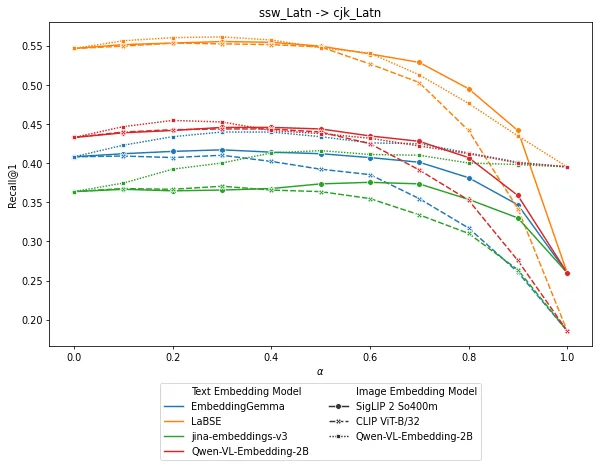 ssw_Latn -> cjk_Latn
Recall@1
0.55
0.50
0.45
0.40
0.35
0.30
0.25
0.20
0.0 0.2 0.4 0.6 0.8 1.0
α
Text Embedding Model
EmbeddingGemma
LaBSE
jina-embeddings-v3
Qwen-VL-Embedding-2B
Image Embedding Model
SigLIP 2 So400m
CLIP ViT-B/32
Qwen-VL-Embedding-2B